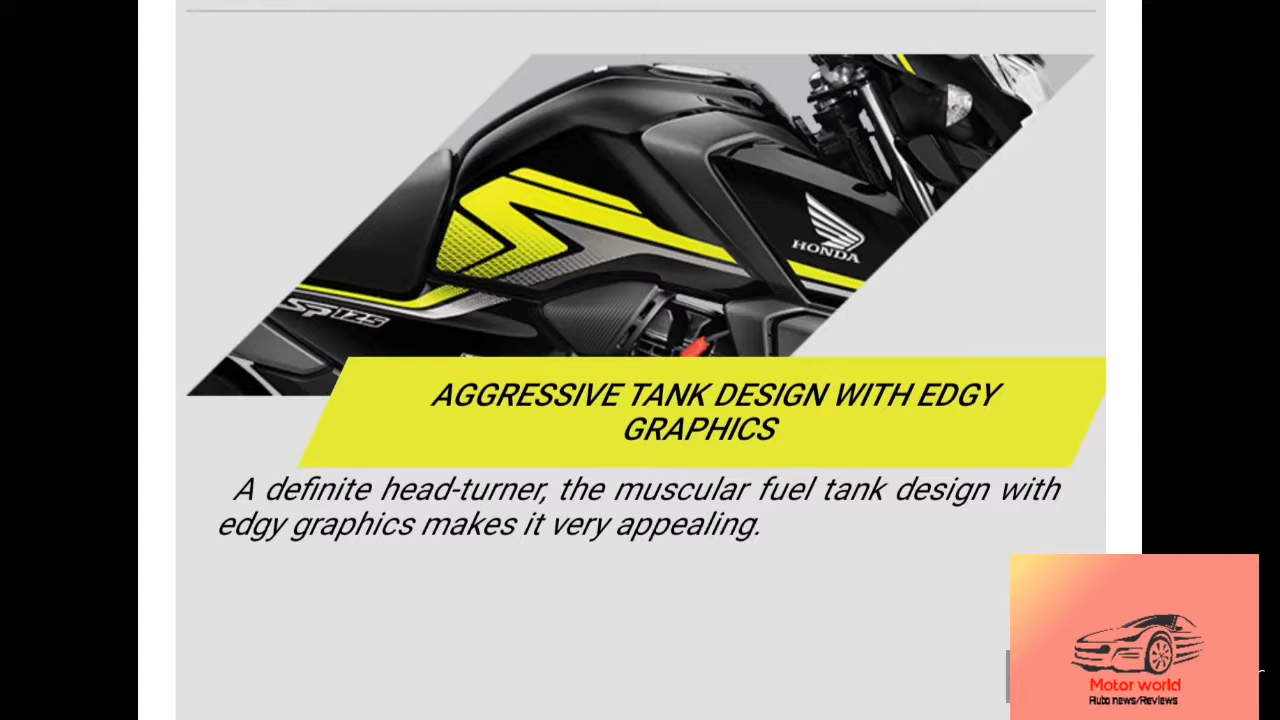 HONDA
SP125
AGGRESSIVE TANK DESIGN WITH EDGY
GRAPHICS
A definite head-turner, the muscular fuel tank design with
edgy graphics makes it very appealing.
Motor world
Auto news/Reviews